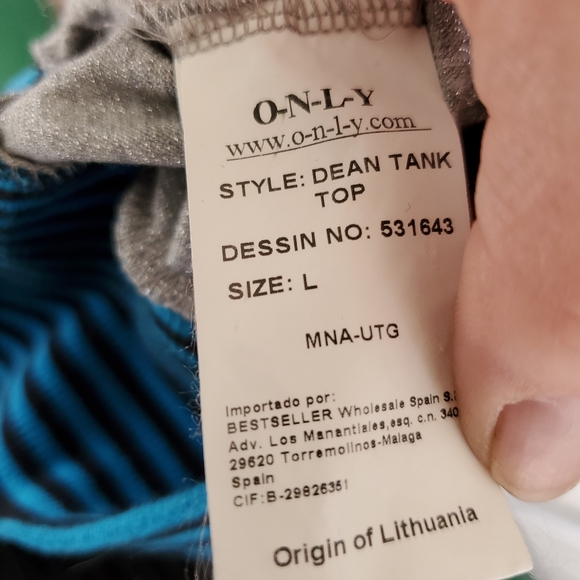 O-N-L-Y
www.o-n-l-y.com
STYLE: DEAN TANK
TOP
DESSIN NO: 531643
SIZE: L
MNA-UTG
Importado por:
BESTSELLER Wholesale Spain
Adv. Los Manantiales,esq. c.n. 340
29620 Torremolinos-Malaga
Spain
CIF:B-29826351
Origin of Lithuania